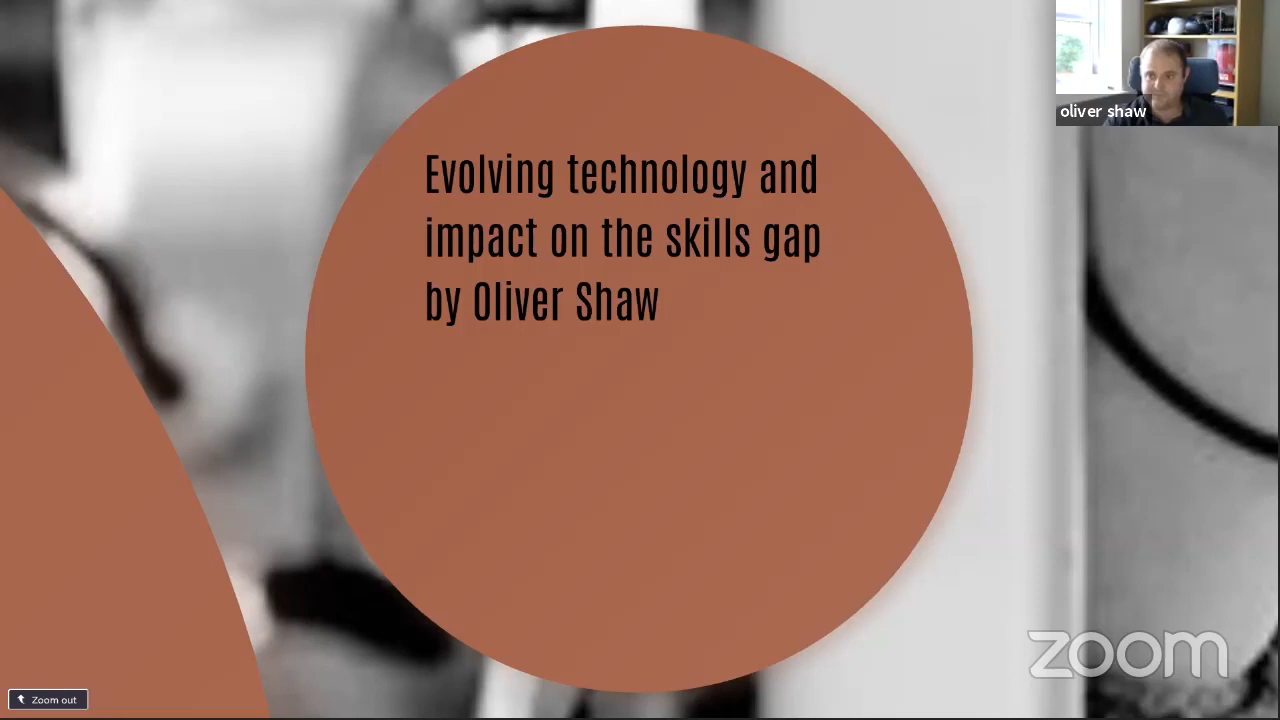 Evolving technology and
impact on the skills gap
by Oliver Shaw
oliver shaw
zoom
Zoom out